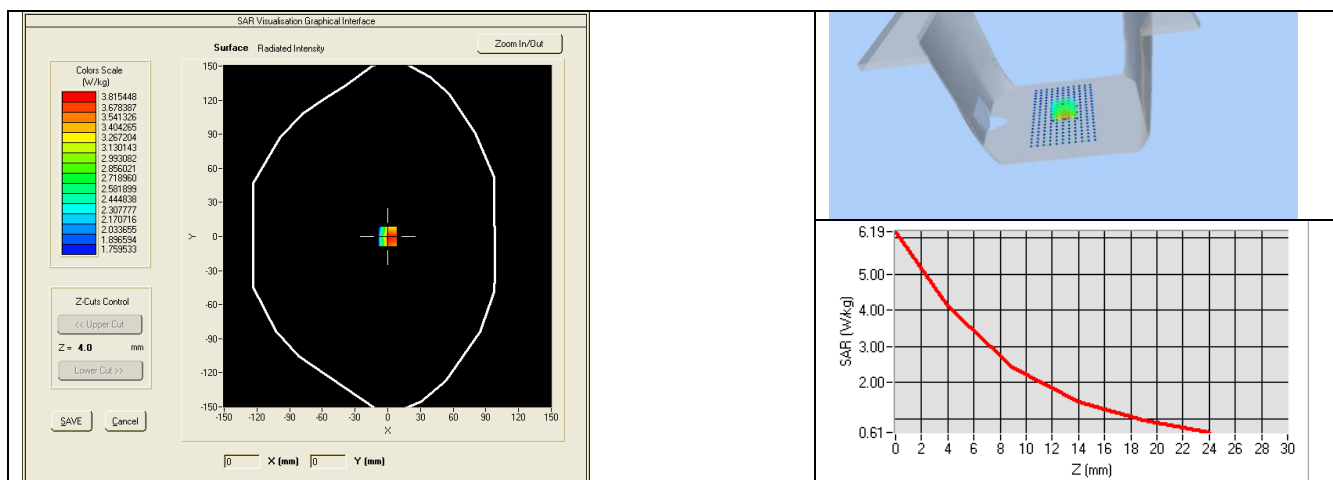 SAR Visualisation Graphical Interface
Surface Radiated Intensity
Zoom In/Out
Colors Scale
(W/kg)
3.815448
3.678387
3.541326
3.404265
3.267204
3.130143
2.993082
2.856021
2.718960
2.581899
2.444838
2.307777
2.170716
2.033655
1.896594
1.759533
Z-Cuts Control
<< Upper Cut
Z = 4.0 mm
Lower Cut >>
SAVE Cancel
150
120
90
60
30
0
-30
-60
-90
-120
-150
Y
-150 -120 -90 -60 -30 0 30 60 90 120 150
X
0 X (mm) 0 Y (mm)
6.19
5.00
4.00
3.00
2.00
0.61
SAR (W/kg)
0 2 4 6 8 10 12 14 16 18 20 22 24 26 28 30
Z (mm)